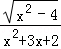 √(x² − 4)
x²+3x+2